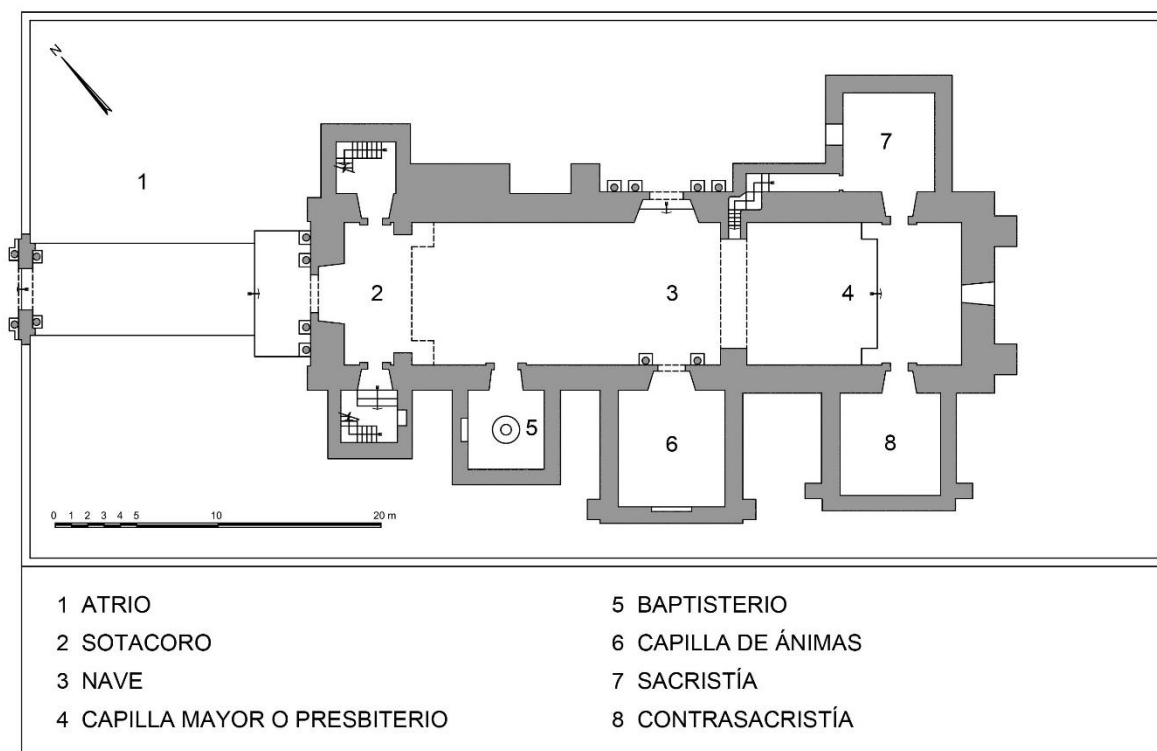 N
1
2
3
4
5
6
7
8
0 1 2 3 4 5 10 20 m
1 ATRIO
2 SOTACORO
3 NAVE
4 CAPILLA MAYOR O PRESBITERIO
5 BAPTISTERIO
6 CAPILLA DE ÁNIMAS
7 SACRISTÍA
8 CONTRASACRISTÍA